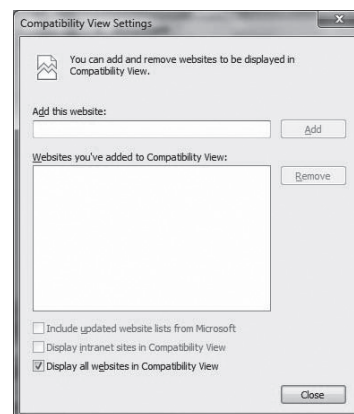 Compatibility View Settings
x
You can add and remove websites to be displayed in
Compatibility View.
Add this website:
Add
Websites you've added to Compatibility View:
Remove
Include updated website lists from Microsoft
Display intranet sites in Compatibility View
Display all websites in Compatibility View
Close